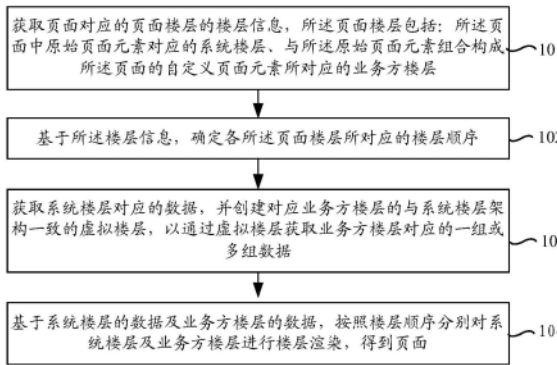 获取页面对应的页面楼层的楼层信息，所述页面楼层包括：所述页
面中原始页面元素对应的系统楼层、与所述原始页面元素组合构成
所述页面的自定义页面元素所对应的业务方楼层
10
基于所述楼层信息，确定各所述页面楼层所对应的楼层顺序
102
获取系统楼层对应的数据，并创建对应业务方楼层的与系统楼层架
构一致的虚拟楼层，以通过虚拟楼层获取业务方楼层对应的一组或
多组数据
10
基于系统楼层的数据及业务方楼层的数据，按照楼层顺序分别对系
统楼层及业务方楼层进行楼层渲染，得到页面
10